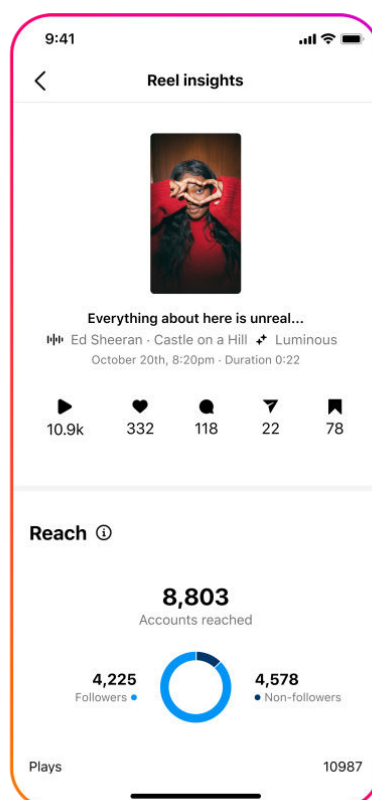 9:41
Reel insights
Everything about here is unreal...
Ed Sheeran · Castle on a Hill Luminous
October 20th, 8:20pm · Duration 0:22
10.9k 332 118 22 78
Reach
8,803
Accounts reached
4,225 4,578
Followers Non-followers
Plays 10987